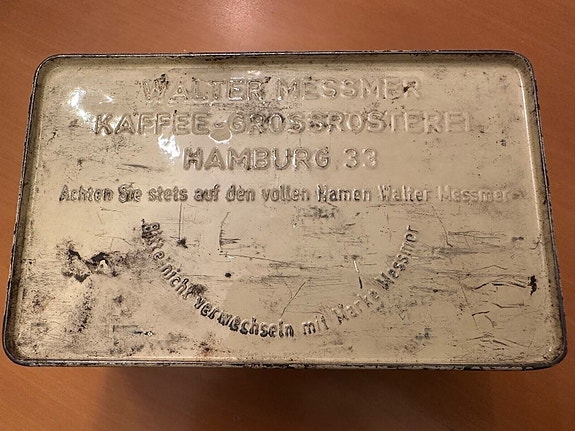 WALTER MESSMER
KAFFEE-GROSSRÖSTEREI
HAMBURG 33
Achten Sie stets auf den vollen Namen Walter Messmer
Bitte nicht verwechseln mit Marke Messmer